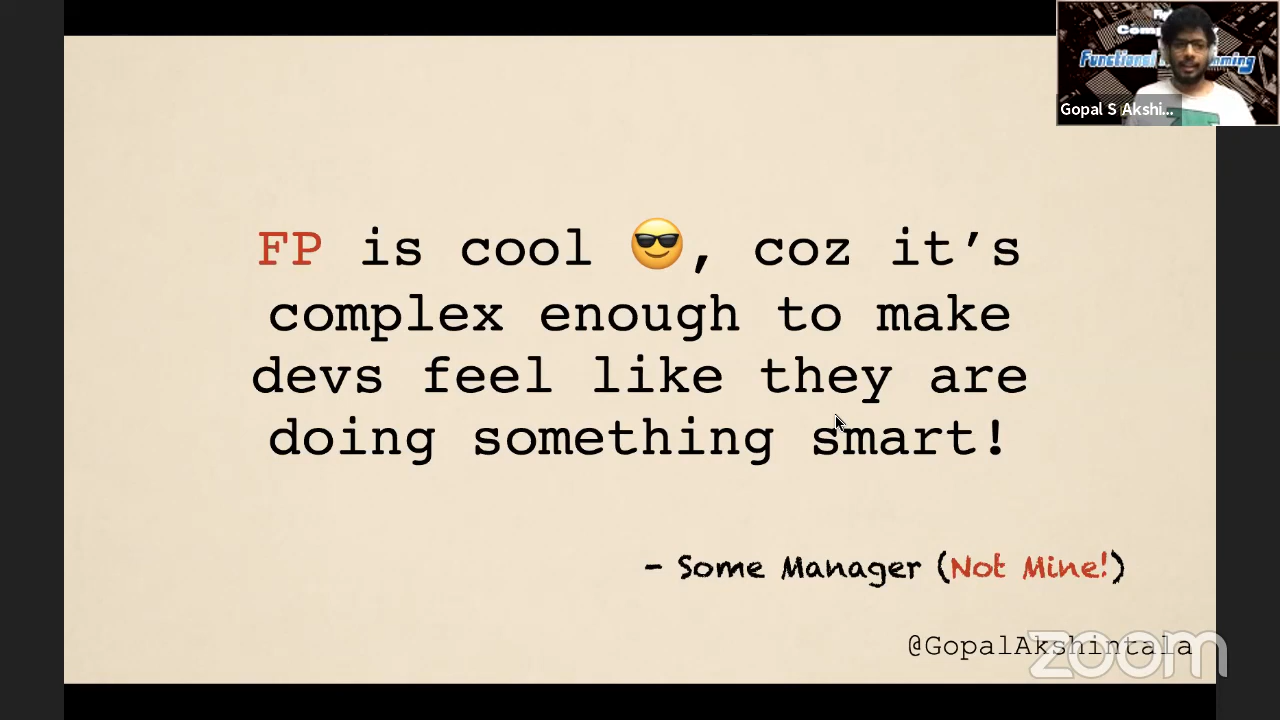 Functional
Gopal S Akshi...
FP is cool 😎, coz it’s
complex enough to make
devs feel like they are
doing something smart!
- Some Manager (Not Mine!)
@GopalAkshintala
zoom